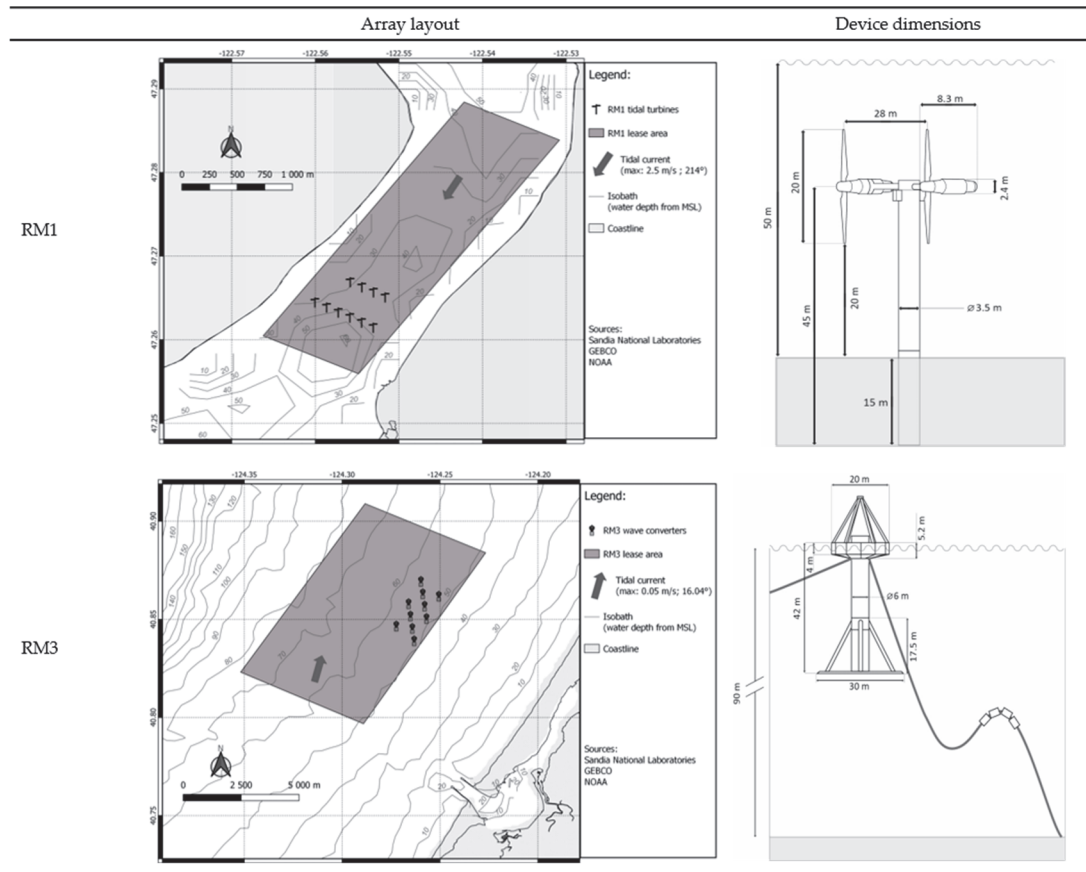 Array layout
Device dimensions
RM1
-122.57
-122.56
-122.55
-122.54
-122.53
47.29
47.28
47.27
47.26
47.25
N
0 250 500 750 1 000 m
Legend:
RM1 tidal turbines
RM1 lease area
Tidal current
(max: 2.5 m/s ; 214°)
Isobath
(water depth from MSL)
Coastline
Sources:
Sandia National Laboratories
GEBCO
NOAA
8.3 m
28 m
20 m
2.4 m
50 m
20 m
45 m
⌀3.5 m
15 m
RM3
-124.35
-124.30
-124.25
-124.20
40.90
40.85
40.80
40.75
N
0 2 500 5 000 m
Legend:
RM3 wave converters
RM3 lease area
Tidal current
(max: 0.05 m/s; 16.04°)
Isobath
(water depth from MSL)
Coastline
Sources:
Sandia National Laboratories
GEBCO
NOAA
20 m
5.2 m
4 m
42 m
⌀6 m
17.5 m
30 m
90 m